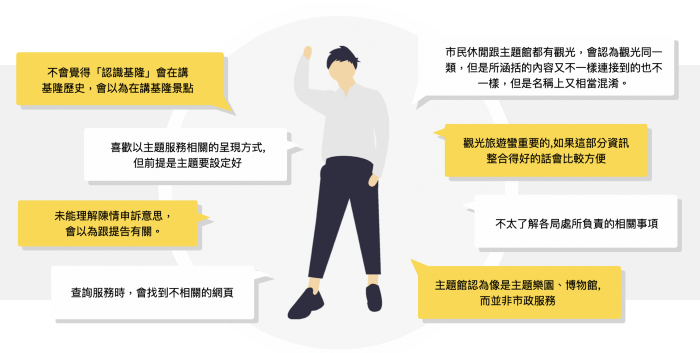 不會覺得「認識基隆」會在講
基隆歷史，會以為在講基隆景點
喜歡以主題服務相關的呈現方式,
但前提是主題要設定好
未能理解陳情申訴意思，
會以為跟提告有關。
查詢服務時，會找到不相關的網頁
市民休閒跟主題館都有觀光，會認為觀光同一
類，但是所涵括的內容又不一樣連接到的也不
一樣，但是名稱上又相當混淆。
觀光旅遊蠻重要的,如果這部分資訊
整合得好的話會比較方便
不太了解各局處所負責的相關事項
主題館認為像是主題樂園、博物館,
而並非市政服務